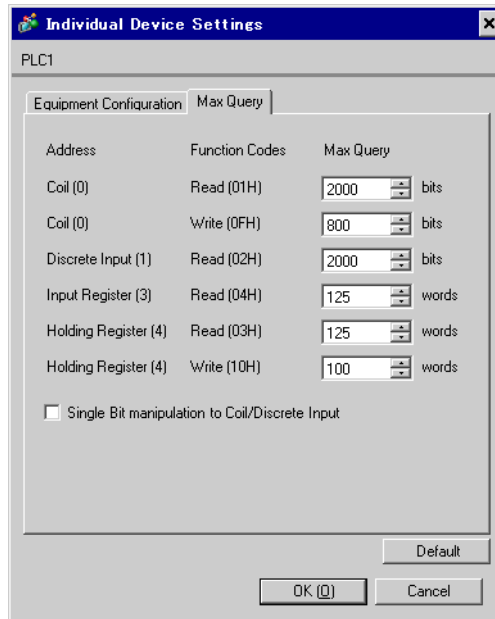 Individual Device Settings
PLC1
Equipment Configuration Max Query
Address Function Codes Max Query
Coil (0) Read (01H) 2000 bits
Coil (0) Write (0FH) 800 bits
Discrete Input (1) Read (02H) 2000 bits
Input Register (3) Read (04H) 125 words
Holding Register (4) Read (03H) 125 words
Holding Register (4) Write (10H) 100 words
Single Bit manipulation to Coil/Discrete Input
Default
OK (O) Cancel